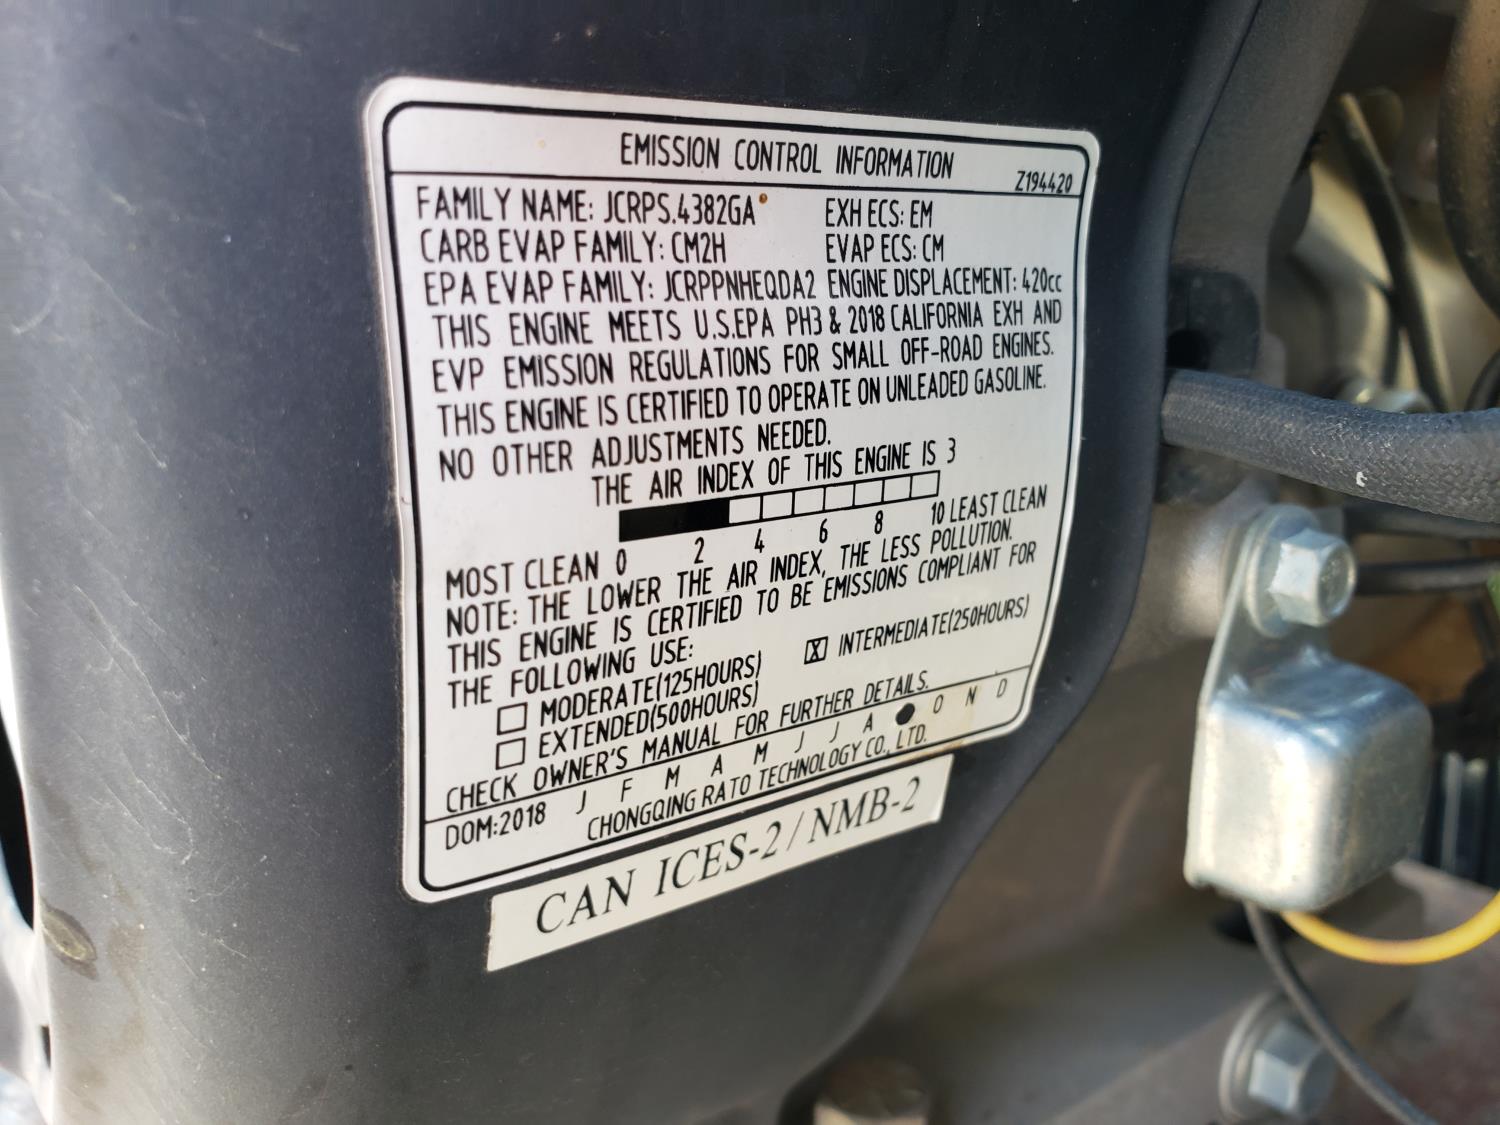 EMISSION CONTROL INFORMATION
Z194420
FAMILY NAME: JCRPS.4382GA EXH ECS: EM
CARB EVAP FAMILY: CM2H EVAP ECS: CM
EPA EVAP FAMILY: JCRPPNHEQDA2 ENGINE DISPLACEMENT: 420cc
THIS ENGINE MEETS U.S.EPA PH3 & 2018 CALIFORNIA EXH AND
EVP EMISSION REGULATIONS FOR SMALL OFF-ROAD ENGINES.
THIS ENGINE IS CERTIFIED TO OPERATE ON UNLEADED GASOLINE.
NO OTHER ADJUSTMENTS NEEDED.
THE AIR INDEX OF THIS ENGINE IS 3
MOST CLEAN 0 2 4 6 8 10 LEAST CLEAN
NOTE: THE LOWER THE AIR INDEX, THE LESS POLLUTION.
THIS ENGINE IS CERTIFIED TO BE EMISSIONS COMPLIANT FOR
THE FOLLOWING USE:
MODERATE(125HOURS) X INTERMEDIATE(250HOURS)
EXTENDED(500HOURS)
CHECK OWNER'S MANUAL FOR FURTHER DETAILS.
DOM:2018 J F M A M J J A O N D
CHONGQING RATO TECHNOLOGY CO., LTD.
CAN ICES-2 / NMB-2